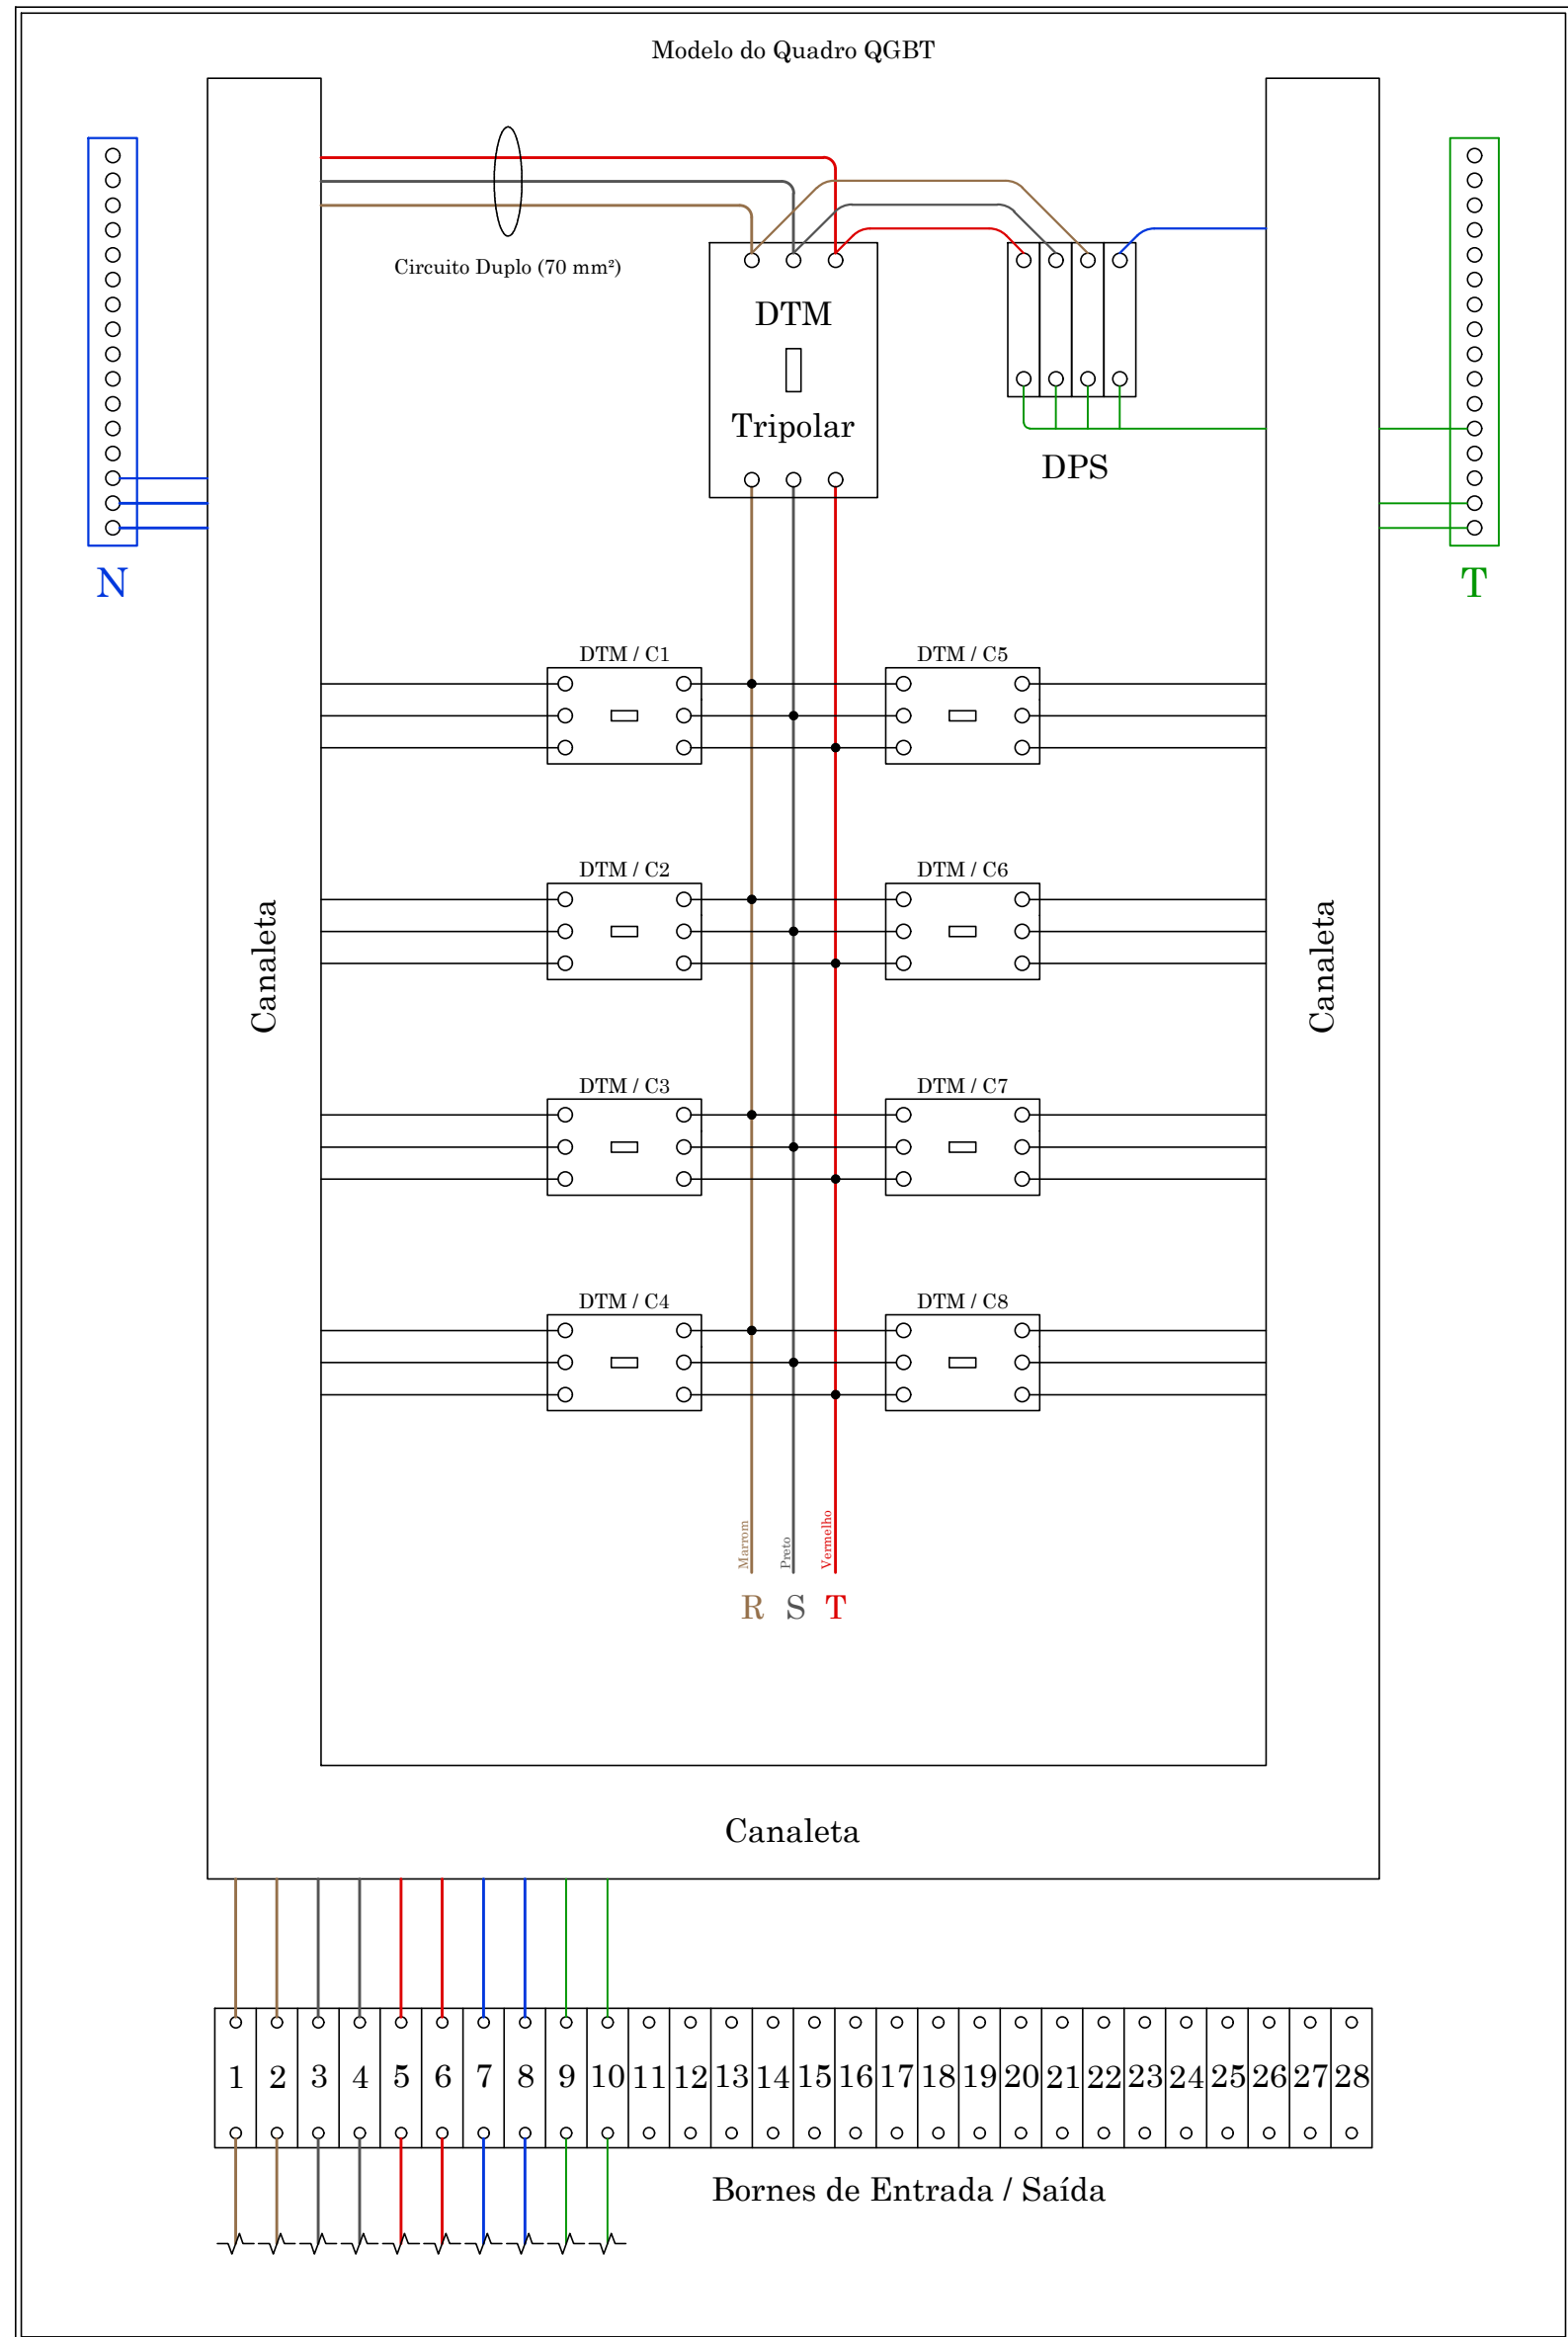 Modelo do Quadro QGBT
Circuito Duplo (70 mm²)
DTM
Tripolar
DPS
N
T
DTM / C1
DTM / C5
DTM / C2
DTM / C6
Canaleta
Canaleta
DTM / C3
DTM / C7
DTM / C4
DTM / C8
Marrom
Preto
Vermelho
R S T
Canaleta
1 2 3 4 5 6 7 8 9 10 11 12 13 14 15 16 17 18 19 20 21 22 23 24 25 26 27 28
Bornes de Entrada / Saída